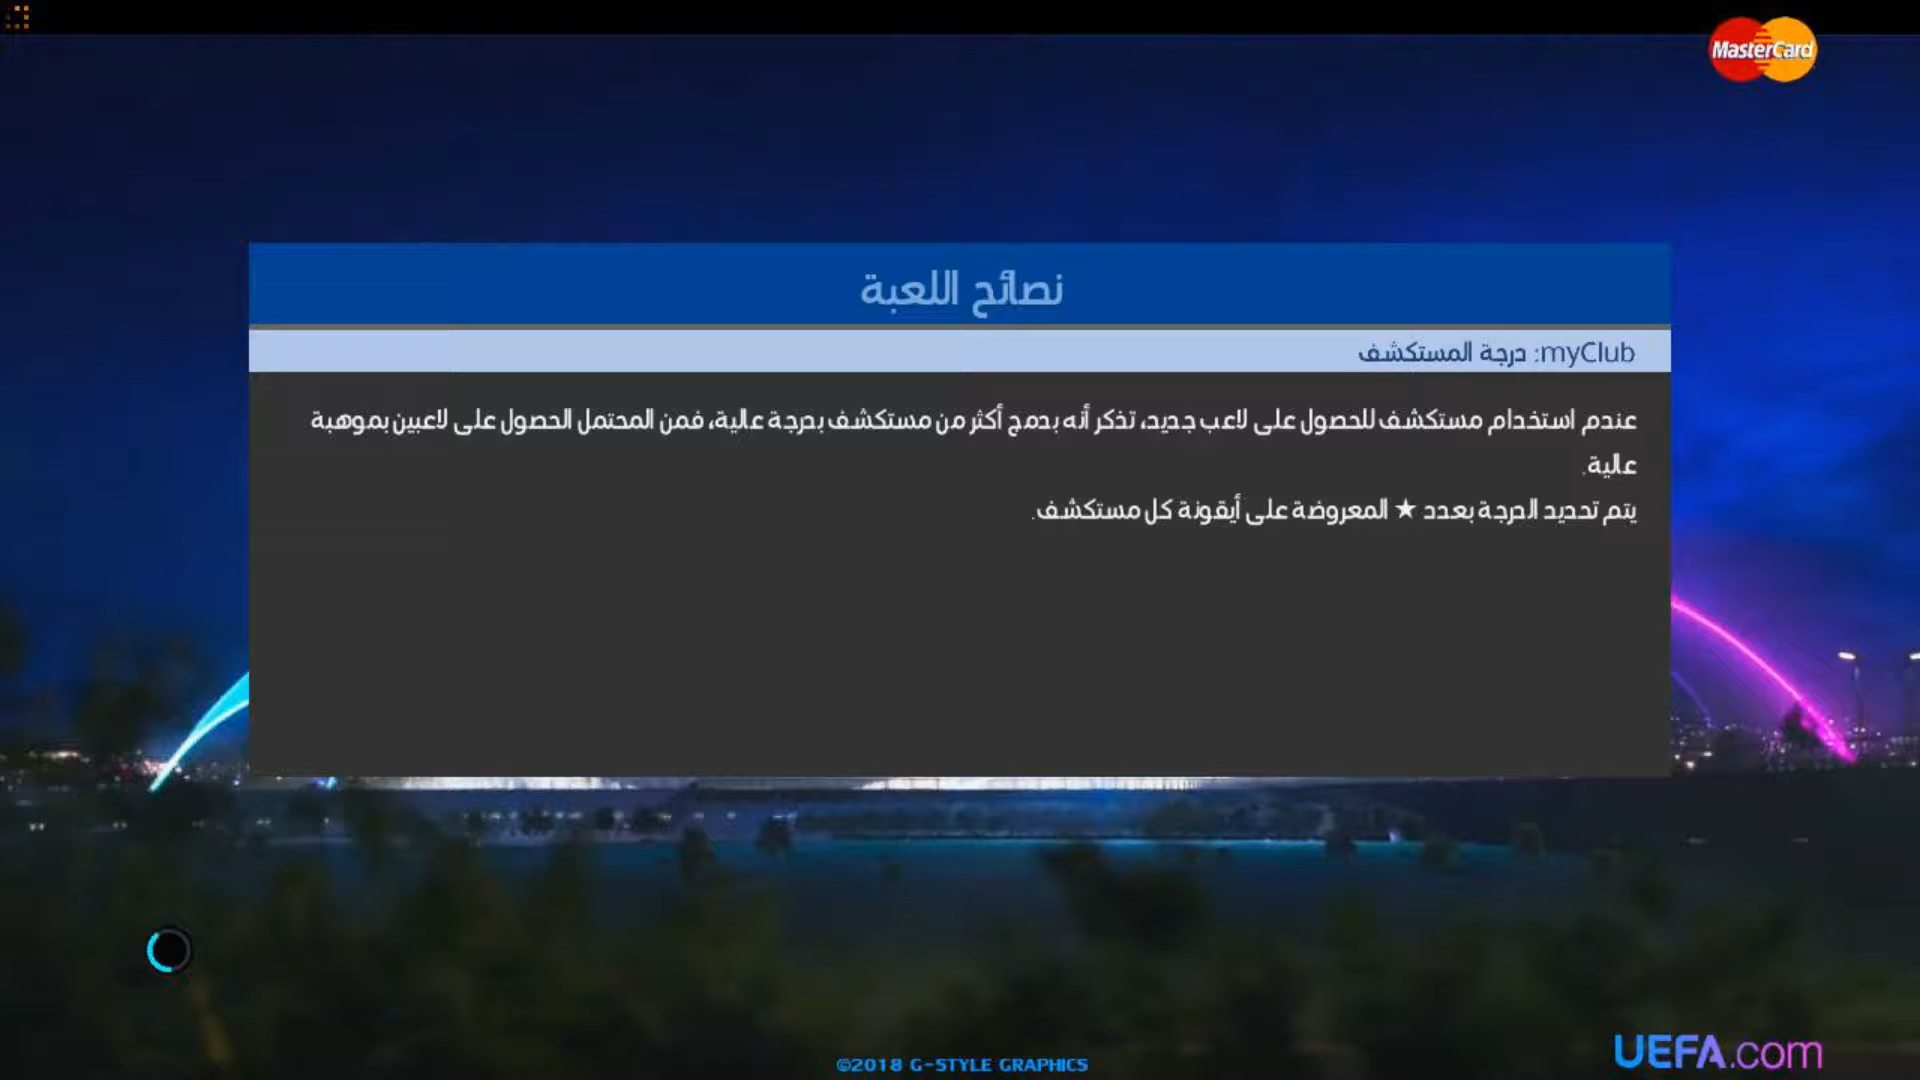 MasterCard
نصائح اللعبة
myClub: درجة المستكشف
عندم استخدام مستكشف للحصول على لاعب جديد، تذكر أنه بدمج أكثر من مستكشف بدرجة عالية، فمن المحتمل الحصول على لاعبين بموهبة
عالية.
يتم تحديد الدرجة بعدد ★ المعروضة على أيقونة كل مستكشف.
©2018 G-STYLE GRAPHICS
UEFA.com